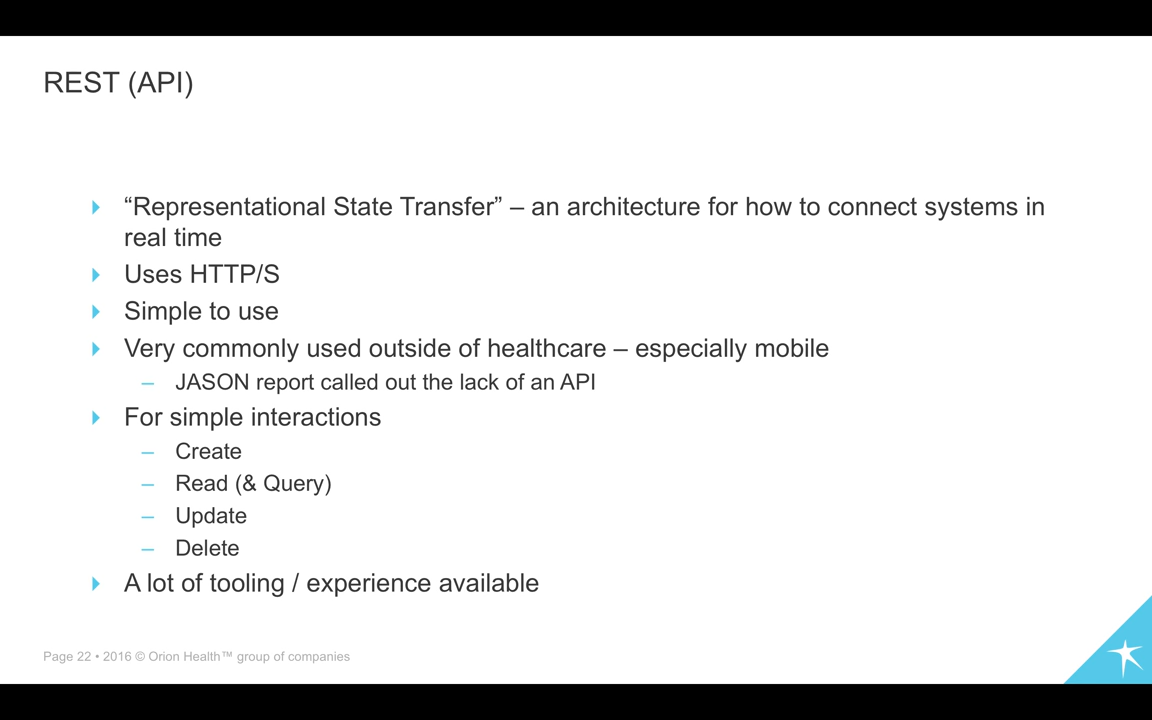 REST (API)
“Representational State Transfer” – an architecture for how to connect systems in
real time
Uses HTTP/S
Simple to use
Very commonly used outside of healthcare – especially mobile
– JASON report called out the lack of an API
For simple interactions
– Create
– Read (& Query)
– Update
– Delete
A lot of tooling / experience available
Page 22 • 2016 © Orion Health™ group of companies